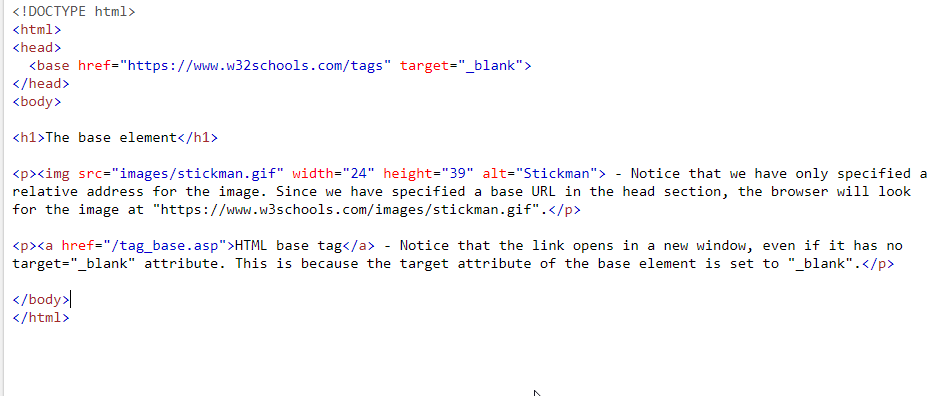 <!DOCTYPE html>
<html>
<head>
  <base href="https://www.w32schools.com/tags" target="_blank">
</head>
<body>

<h1>The base element</h1>

<p><img src="images/stickman.gif" width="24" height="39" alt="Stickman"> - Notice that we have only specified a
relative address for the image. Since we have specified a base URL in the head section, the browser will look
for the image at "https://www.w3schools.com/images/stickman.gif".</p>

<p><a href="/tag_base.asp">HTML base tag</a> - Notice that the link opens in a new window, even if it has no
target="_blank" attribute. This is because the target attribute of the base element is set to "_blank".</p>

</body>
</html>